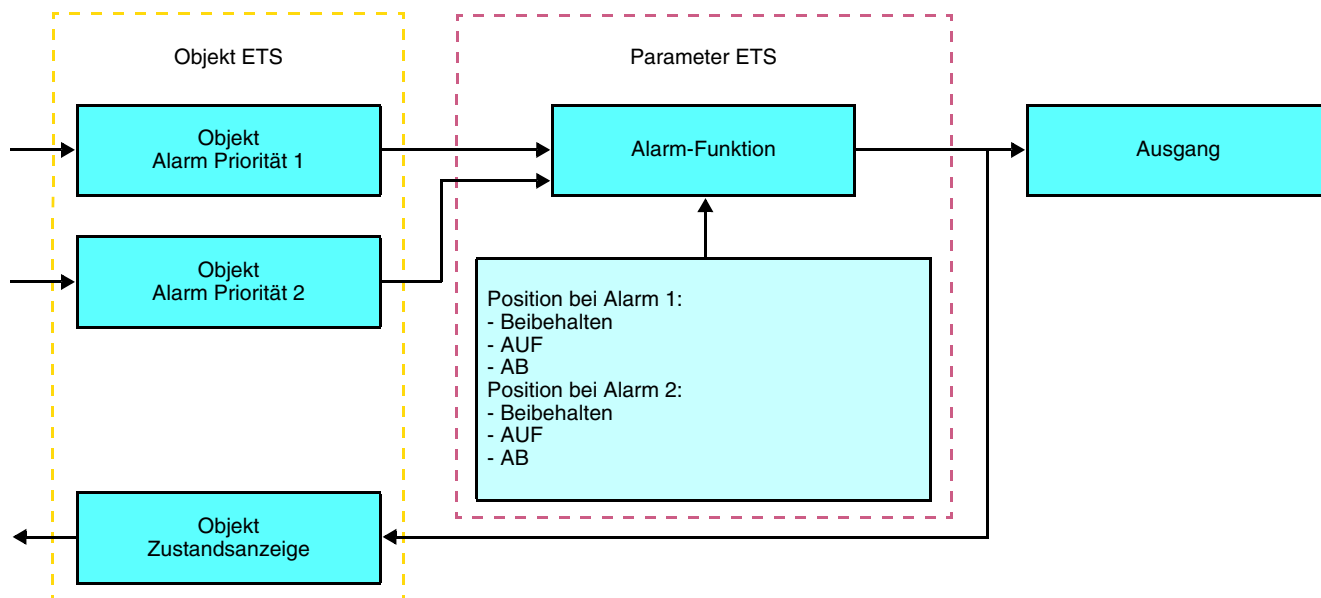 Objekt ETS
Parameter ETS
Objekt
Alarm Priorität 1
Alarm-Funktion
Ausgang
Objekt
Alarm Priorität 2
Position bei Alarm 1:
- Beibehalten
- AUF
- AB
Position bei Alarm 2:
- Beibehalten
- AUF
- AB
Objekt
Zustandsanzeige